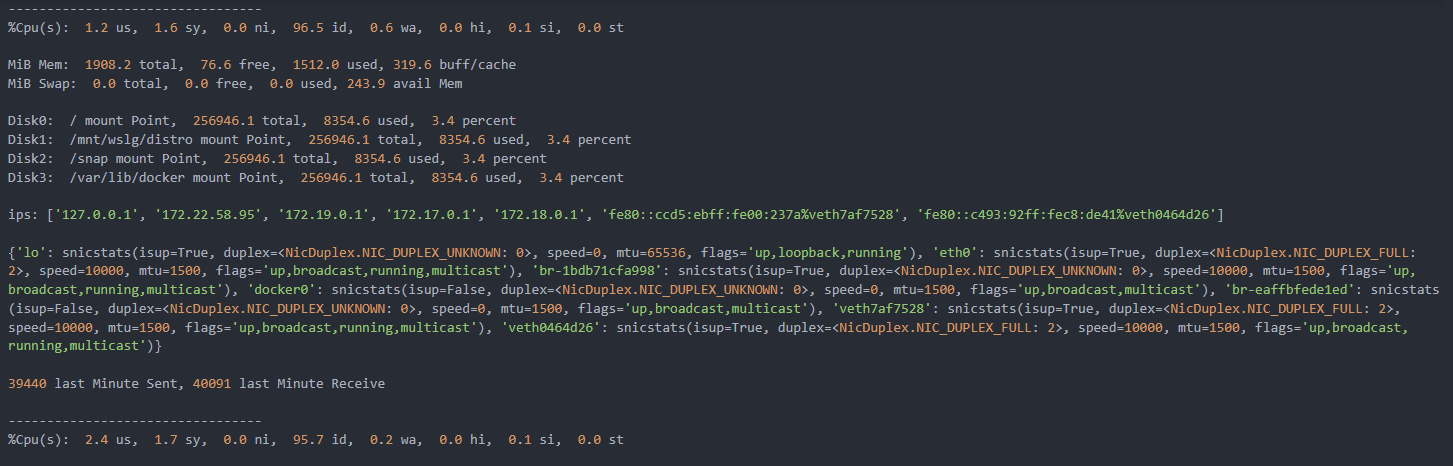 ---------------------------------
%Cpu(s):  1.2 us,  1.6 sy,  0.0 ni,  96.5 id,  0.6 wa,  0.0 hi,  0.1 si,  0.0 st
MiB Mem:  1908.2 total,  76.6 free,  1512.0 used, 319.6 buff/cache
MiB Swap:  0.0 total,  0.0 free,  0.0 used, 243.9 avail Mem
Disk0:  / mount Point,  256946.1 total,  8354.6 used,  3.4 percent
Disk1:  /mnt/wslg/distro mount Point,  256946.1 total,  8354.6 used,  3.4 percent
Disk2:  /snap mount Point,  256946.1 total,  8354.6 used,  3.4 percent
Disk3:  /var/lib/docker mount Point,  256946.1 total,  8354.6 used,  3.4 percent
ips: ['127.0.0.1', '172.22.58.95', '172.19.0.1', '172.17.0.1', '172.18.0.1', 'fe80::ccd5:ebff:fe00:237a%veth7af7528', 'fe80::c493:92ff:fec8:de41%veth0464d26']
{'lo': snicstats(isup=True, duplex=<NicDuplex.NIC_DUPLEX_UNKNOWN: 0>, speed=0, mtu=65536, flags='up,loopback,running'), 'eth0': snicstats(isup=True, duplex=<NicDuplex.NIC_DUPLEX_FULL:
2>, speed=10000, mtu=1500, flags='up,broadcast,running,multicast'), 'br-1bdb71cfa998': snicstats(isup=True, duplex=<NicDuplex.NIC_DUPLEX_UNKNOWN: 0>, speed=10000, mtu=1500, flags='up,
broadcast,running,multicast'), 'docker0': snicstats(isup=False, duplex=<NicDuplex.NIC_DUPLEX_UNKNOWN: 0>, speed=0, mtu=1500, flags='up,broadcast,multicast'), 'br-eaffbfede1ed': snicstats
(isup=False, duplex=<NicDuplex.NIC_DUPLEX_UNKNOWN: 0>, speed=0, mtu=1500, flags='up,broadcast,multicast'), 'veth7af7528': snicstats(isup=True, duplex=<NicDuplex.NIC_DUPLEX_FULL: 2>,
speed=10000, mtu=1500, flags='up,broadcast,running,multicast'), 'veth0464d26': snicstats(isup=True, duplex=<NicDuplex.NIC_DUPLEX_FULL: 2>, speed=10000, mtu=1500, flags='up,broadcast,
running,multicast')}
39440 last Minute Sent, 40091 last Minute Receive
---------------------------------
%Cpu(s):  2.4 us,  1.7 sy,  0.0 ni,  95.7 id,  0.2 wa,  0.0 hi,  0.1 si,  0.0 st